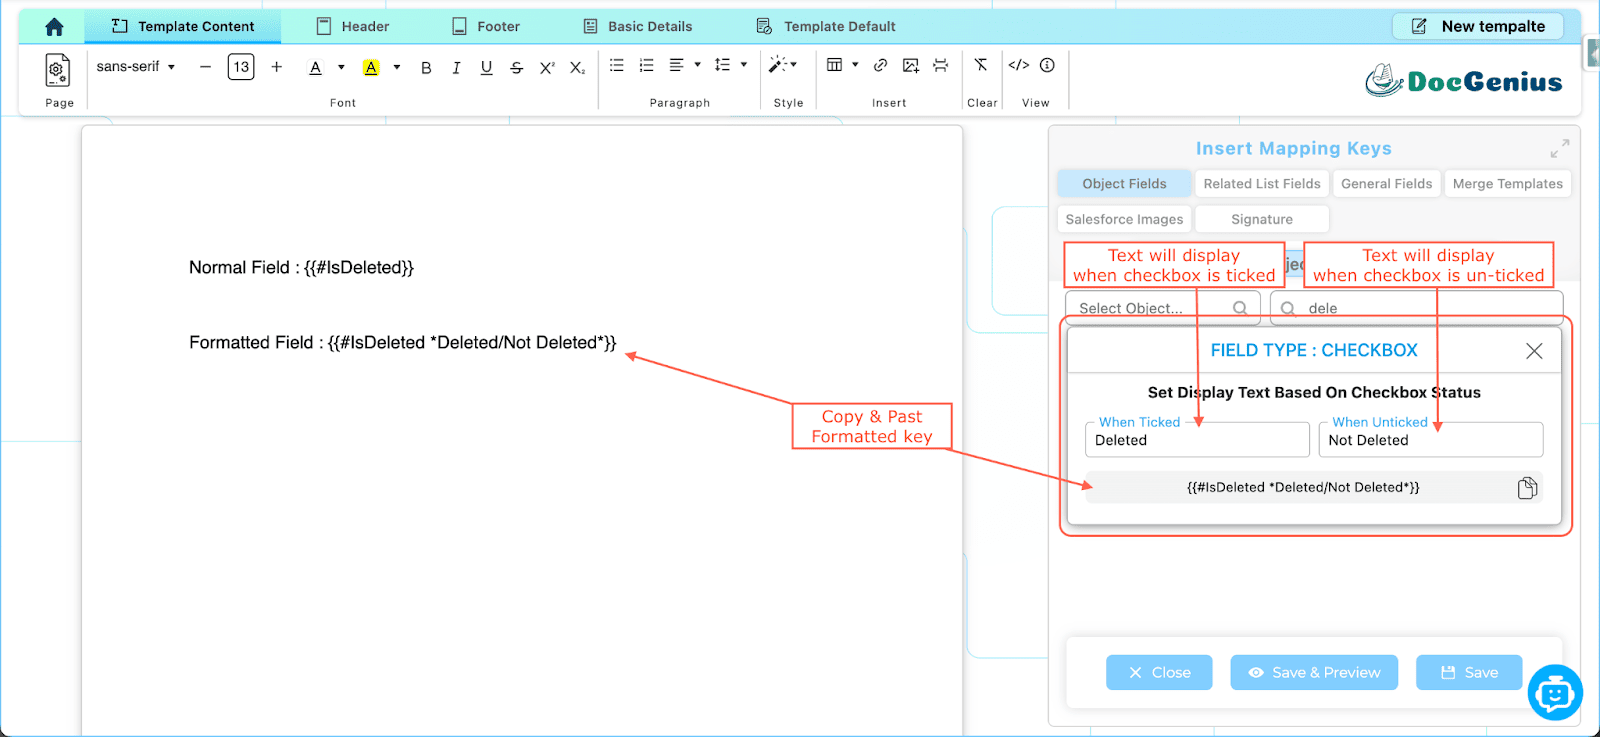 Template Content
Header
Footer
Basic Details
Template Default
New tempalte
sans-serif
13
A
A
B
I
U
S
X²
X₂
</>
Page
Font
Paragraph
Style
Insert
Clear
View
DocGenius
Normal Field : {{#IsDeleted}}
Formatted Field : {{#IsDeleted *Deleted/Not Deleted*}}
Copy & Past
Formatted key
Insert Mapping Keys
Object Fields
Related List Fields
General Fields
Merge Templates
Salesforce Images
Signature
Text will display
when checkbox is ticked
Text will display
when checkbox is un-ticked
Select Object...
dele
FIELD TYPE : CHECKBOX
Set Display Text Based On Checkbox Status
When Ticked
Deleted
When Unticked
Not Deleted
{{#IsDeleted *Deleted/Not Deleted*}}
Close
Save & Preview
Save